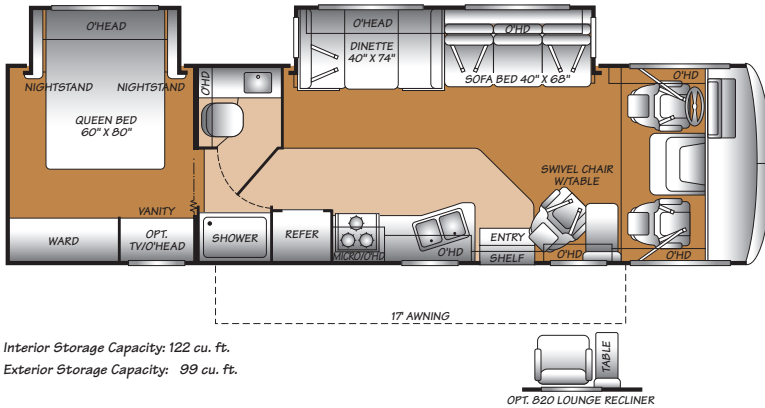 O'HEAD
NIGHTSTAND
NIGHTSTAND
QUEEN BED
60" X 80"
O'HD
O'HEAD
DINETTE
40" X 74"
O'HD
SOFA BED 40" X 68"
O'HD
SWIVEL CHAIR
W/TABLE
VANITY
WARD
OPT.
TV/O'HEAD
SHOWER
REFER
MICRO/O'HD
O'HD
ENTRY
SHELF
O'HD
O'HD
17' AWNING
Interior Storage Capacity: 122 cu. ft.
Exterior Storage Capacity: 99 cu. ft.
TABLE
OPT. 820 LOUNGE RECLINER